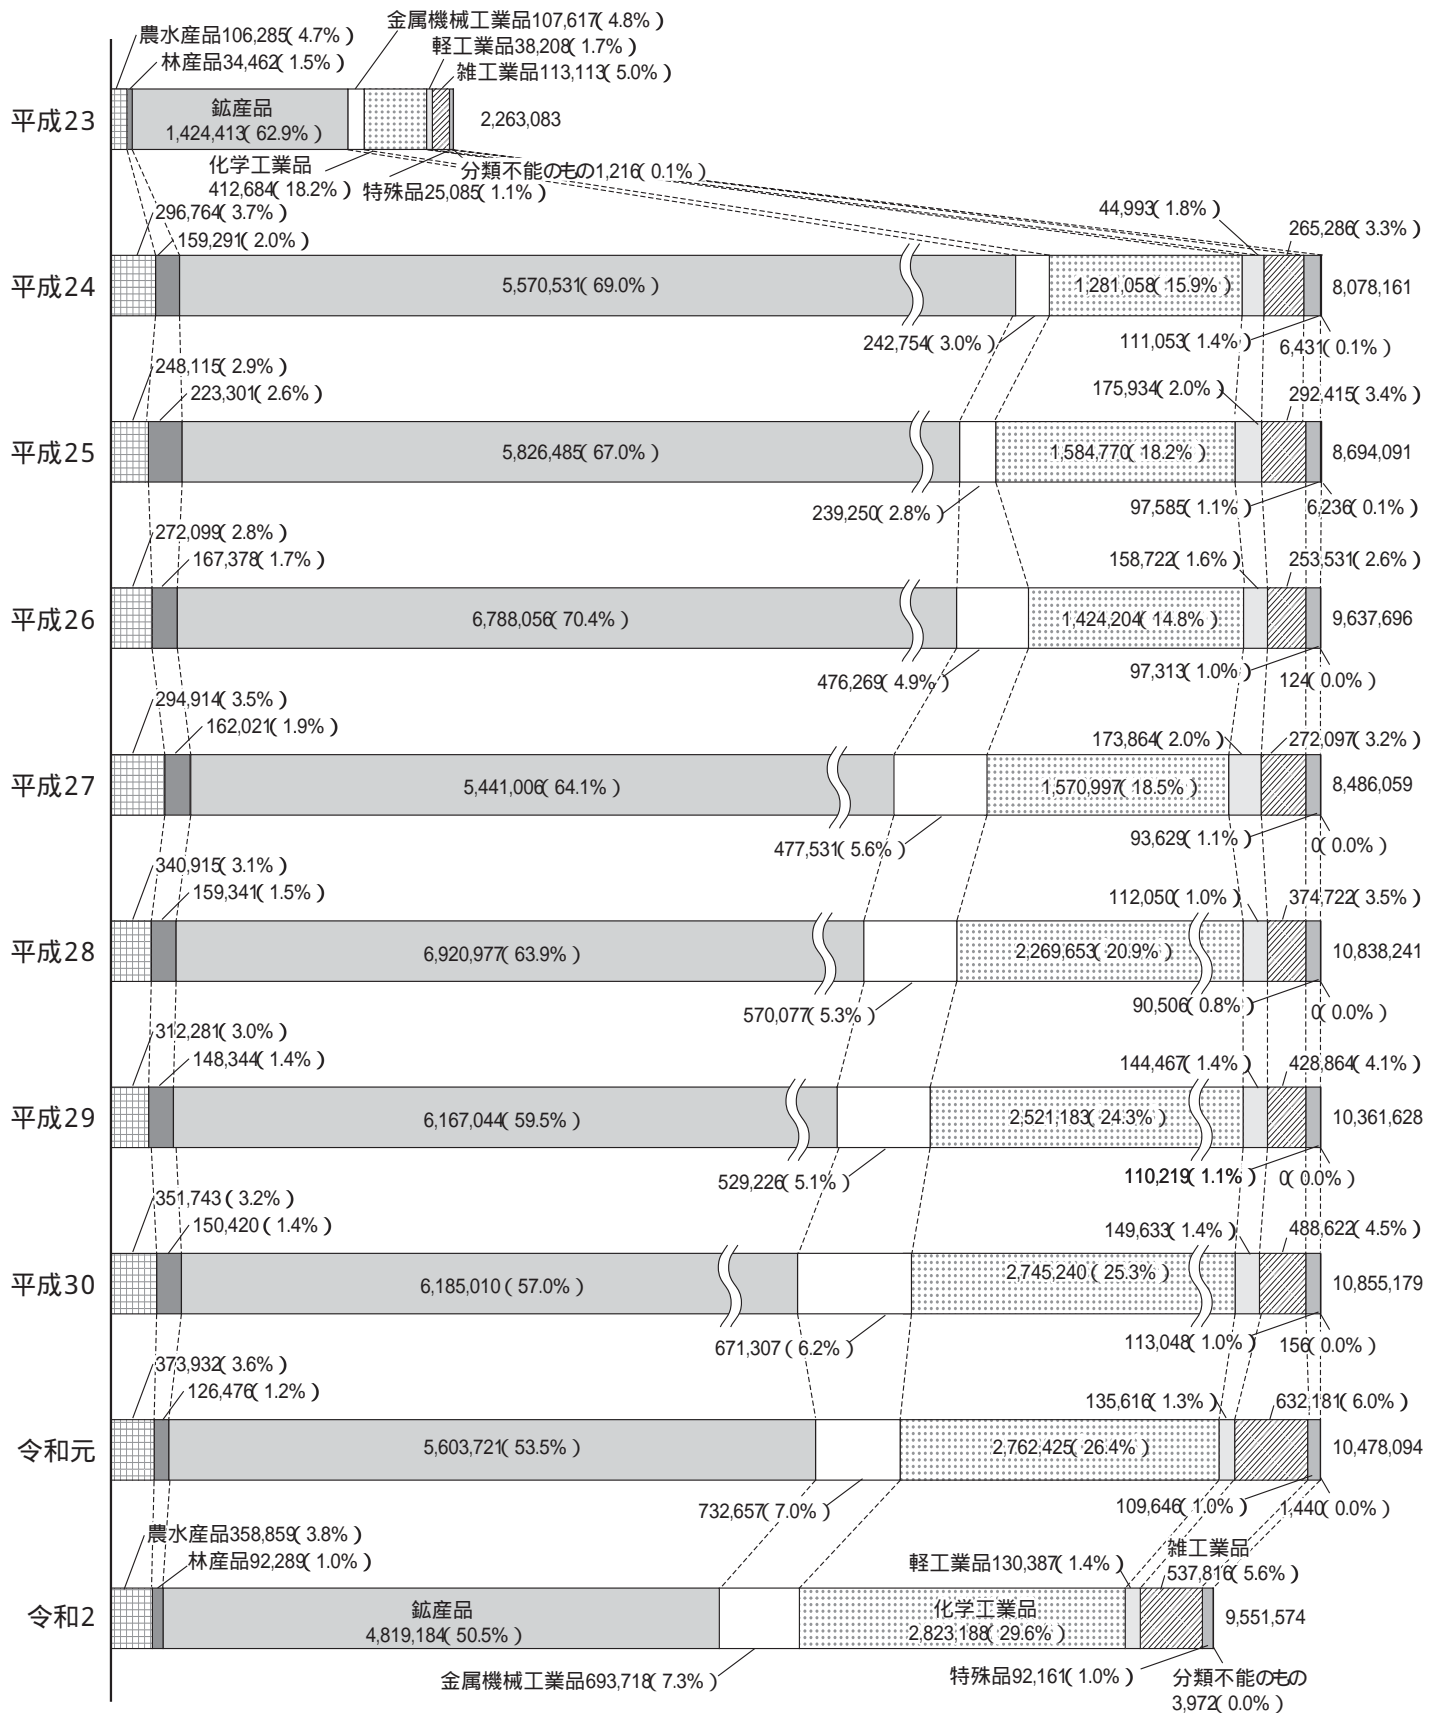 金属機械工業品107,617( 4.8% )
農水産品106,285( 4.7% )
軽工業品38,208( 1.7% )
林産品34,462( 1.5% )
雑工業品113,113( 5.0% )
平成23
鉱産品
1,424,413( 62.9% )
2,263,083
化学工業品
412,684( 18.2% )
分類不能のもの1,216( 0.1% )
特殊品25,085( 1.1% )
296,764( 3.7% )
159,291( 2.0% )
44,993( 1.8% )
265,286( 3.3% )
平成24
5,570,531( 69.0% )
1,281,058( 15.9% )
8,078,161
242,754( 3.0% )
111,053( 1.4% )
6,431( 0.1% )
248,115( 2.9% )
223,301( 2.6% )
175,934( 2.0% )
292,415( 3.4% )
平成25
5,826,485( 67.0% )
1,584,770( 18.2% )
8,694,091
239,250( 2.8% )
97,585( 1.1% )
6,236( 0.1% )
272,099( 2.8% )
167,378( 1.7% )
158,722( 1.6% )
253,531( 2.6% )
平成26
6,788,056( 70.4% )
1,424,204( 14.8% )
9,637,696
476,269( 4.9% )
97,313( 1.0% )
124( 0.0% )
294,914( 3.5% )
162,021( 1.9% )
173,864( 2.0% )
272,097( 3.2% )
平成27
5,441,006( 64.1% )
1,570,997( 18.5% )
8,486,059
477,531( 5.6% )
93,629( 1.1% )
0( 0.0% )
340,915( 3.1% )
159,341( 1.5% )
112,050( 1.0% )
374,722( 3.5% )
平成28
6,920,977( 63.9% )
2,269,653( 20.9% )
10,838,241
570,077( 5.3% )
90,506( 0.8% )
0( 0.0% )
312,281( 3.0% )
148,344( 1.4% )
144,467( 1.4% )
428,864( 4.1% )
平成29
6,167,044( 59.5% )
2,521,183( 24.3% )
10,361,628
529,226( 5.1% )
110,219( 1.1% )
0( 0.0% )
351,743 ( 3.2% )
150,420 ( 1.4% )
149,633( 1.4% )
488,622( 4.5% )
平成30
6,185,010 ( 57.0% )
2,745,240 ( 25.3% )
10,855,179
671,307 ( 6.2% )
113,048( 1.0% )
156( 0.0% )
373,932( 3.6% )
126,476( 1.2% )
135,616( 1.3% )
632,181( 6.0% )
令和元
5,603,721( 53.5% )
2,762,425( 26.4% )
10,478,094
732,657( 7.0% )
109,646( 1.0% )
1,440( 0.0% )
農水産品358,859( 3.8% )
林産品92,289( 1.0% )
軽工業品130,387( 1.4% )
雑工業品
537,816( 5.6% )
令和2
鉱産品
4,819,184( 50.5% )
化学工業品
2,823,188( 29.6% )
9,551,574
金属機械工業品693,718( 7.3% )
特殊品92,161( 1.0% )
分類不能のもの
3,972( 0.0% )